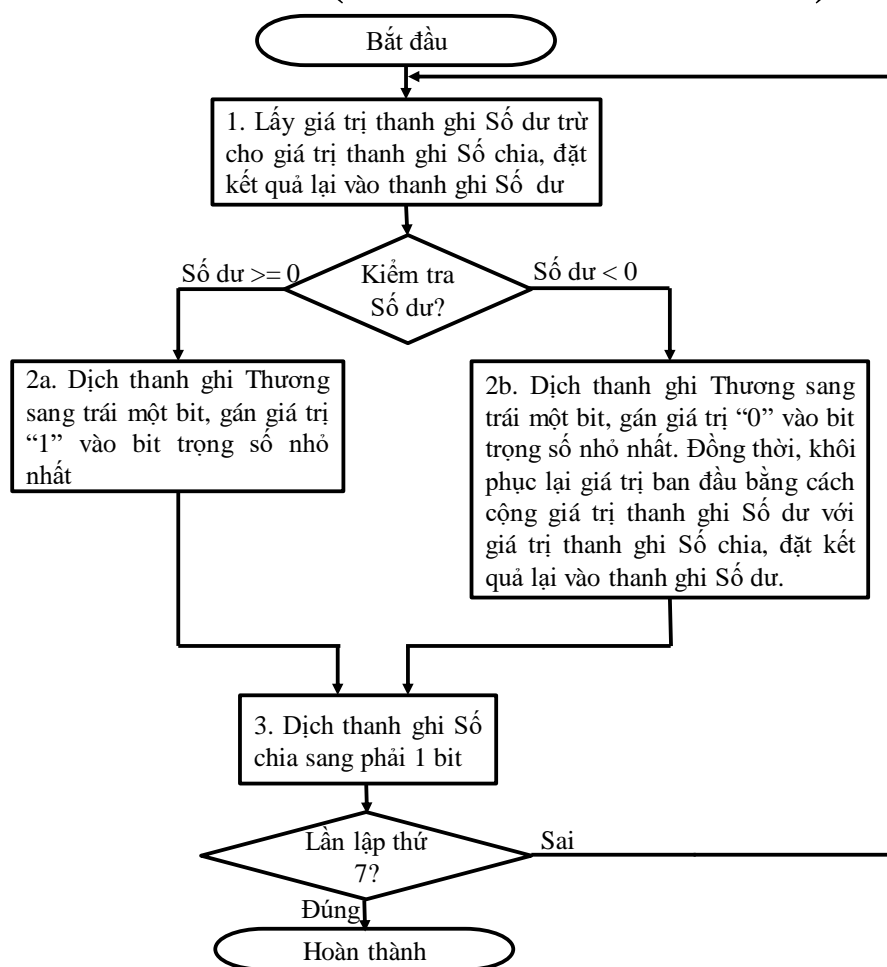 Bắt đầu
1. Lấy giá trị thanh ghi Số dư trừ
cho giá trị thanh ghi Số chia, đặt
kết quả lại vào thanh ghi Số dư
Số dư >= 0
Kiểm tra
Số dư?
Số dư < 0
2a. Dịch thanh ghi Thương
sang trái một bit, gán giá trị
“1” vào bit trọng số nhỏ
nhất
2b. Dịch thanh ghi Thương sang
trái một bit, gán giá trị “0” vào bit
trọng số nhỏ nhất. Đồng thời, khôi
phục lại giá trị ban đầu bằng cách
cộng giá trị thanh ghi Số dư với
giá trị thanh ghi Số chia, đặt kết
quả lại vào thanh ghi Số dư.
3. Dịch thanh ghi Số
chia sang phải 1 bit
Lần lập thứ
7?
Sai
Đúng
Hoàn thành